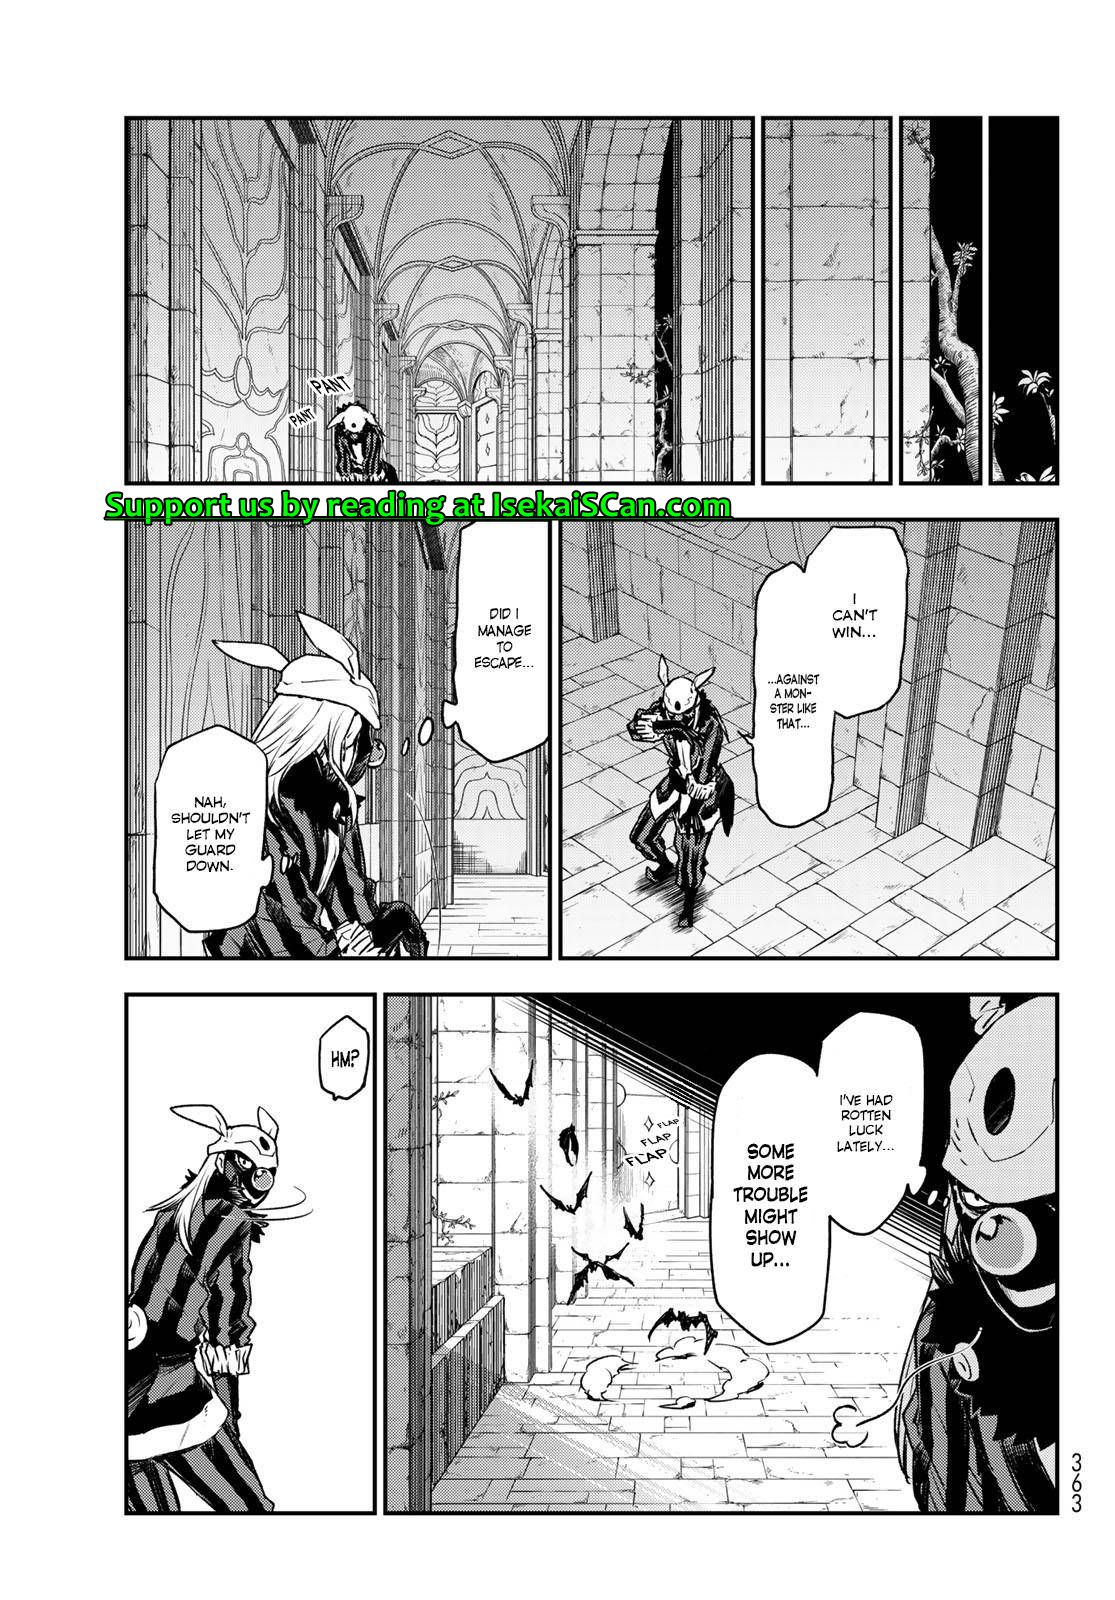 PANT
PANT
Support us by reading at IsekaiSCan.com
I
CAN'T
WIN...
...AGAINST
A MON-
STER LIKE
THAT...
DID I
MANAGE
TO
ESCAPE...
NAH,
SHOULDN'T
LET MY
GUARD
DOWN.
I'VE HAD
ROTTEN
LUCK
LATELY...
SOME
MORE
TROUBLE
MIGHT
SHOW
UP...
FLAP
FLAP
FLAP
HM?
363